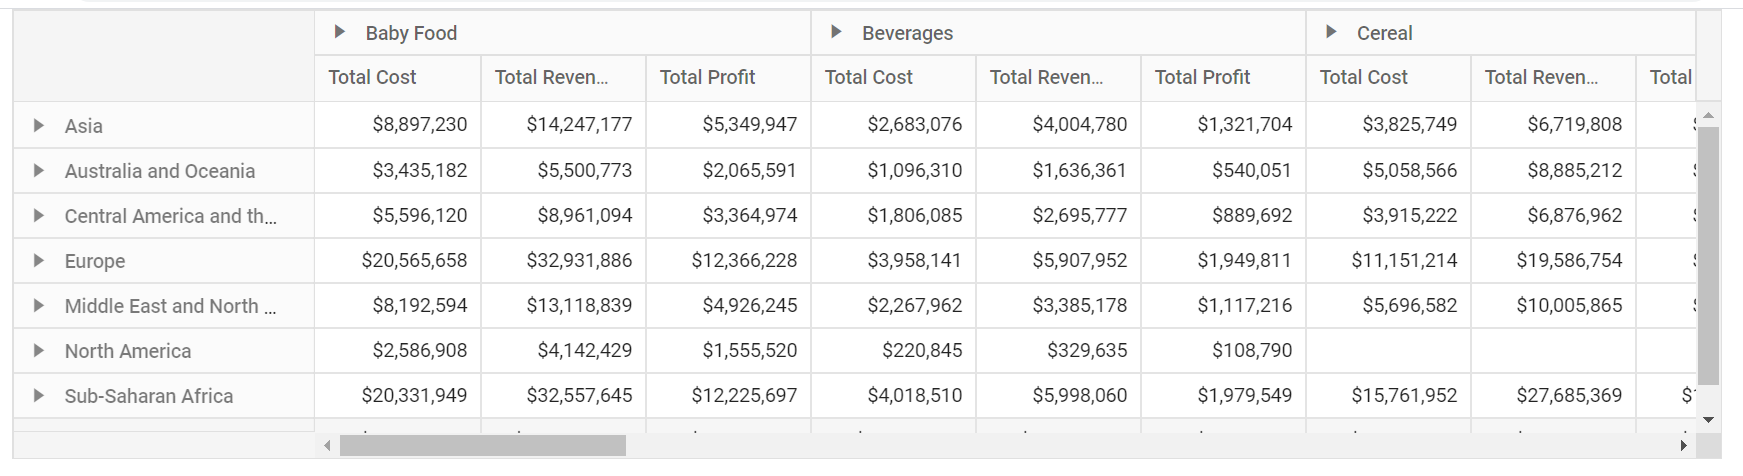 Baby Food Beverages Cereal
Total Cost Total Reven... Total Profit Total Cost Total Reven... Total Profit Total Cost Total Reven... Total
Asia $8,897,230 $14,247,177 $5,349,947 $2,683,076 $4,004,780 $1,321,704 $3,825,749 $6,719,808
Australia and Oceania $3,435,182 $5,500,773 $2,065,591 $1,096,310 $1,636,361 $540,051 $5,058,566 $8,885,212
Central America and th... $5,596,120 $8,961,094 $3,364,974 $1,806,085 $2,695,777 $889,692 $3,915,222 $6,876,962
Europe $20,565,658 $32,931,886 $12,366,228 $3,958,141 $5,907,952 $1,949,811 $11,151,214 $19,586,754
Middle East and North ... $8,192,594 $13,118,839 $4,926,245 $2,267,962 $3,385,178 $1,117,216 $5,696,582 $10,005,865
North America $2,586,908 $4,142,429 $1,555,520 $220,845 $329,635 $108,790
Sub-Saharan Africa $20,331,949 $32,557,645 $12,225,697 $4,018,510 $5,998,060 $1,979,549 $15,761,952 $27,685,369